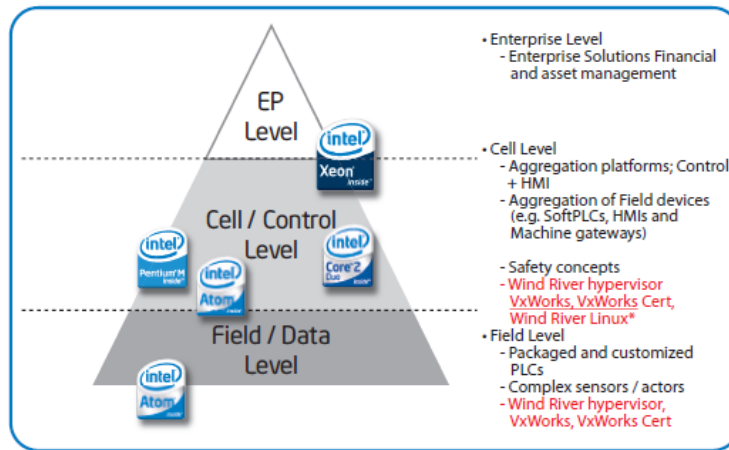 EP
Level
intel
Xeon
inside
Cell / Control
Level
intel
Pentium M
inside
intel
Core 2
Duo
inside
intel
Atom
inside
Field / Data
Level
intel
Atom
inside
• Enterprise Level
- Enterprise Solutions Financial
and asset management
• Cell Level
- Aggregation platforms; Control
+ HMI
- Aggregation of Field devices
(e.g. SoftPLCs, HMIs and
Machine gateways)
- Safety concepts
- Wind River hypervisor
VxWorks, VxWorks Cert,
Wind River Linux*
• Field Level
- Packaged and customized
PLCs
- Complex sensors / actors
- Wind River hypervisor,
VxWorks, VxWorks Cert